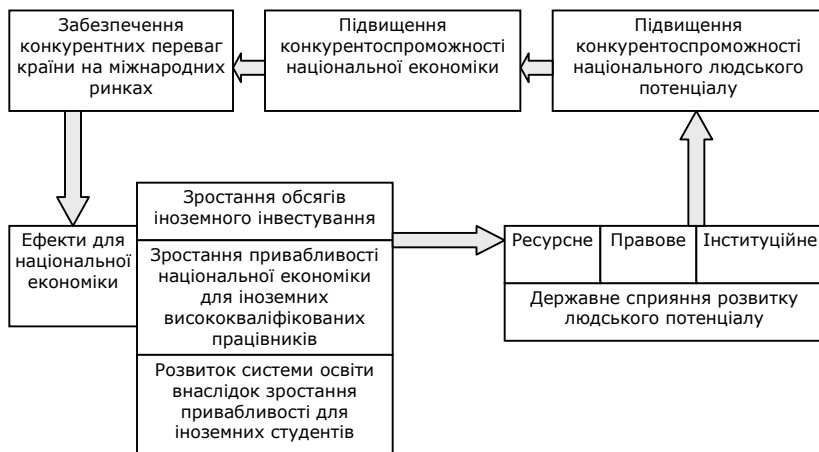 Забезпечення
конкурентних переваг
країни на міжнародних
ринках
Підвищення
конкурентоспроможності
національної економіки
Підвищення
конкурентоспроможності
національного людського
потенціалу
Ефекти для
національної
економіки
Зростання обсягів
іноземного інвестування
Зростання привабливості
національної економіки
для іноземних
висококваліфікованих
працівників
Розвиток системи освіти
внаслідок зростання
привабливості для
іноземних студентів
Ресурсне
Правове
Інституційне
Державне сприяння розвитку
людського потенціалу